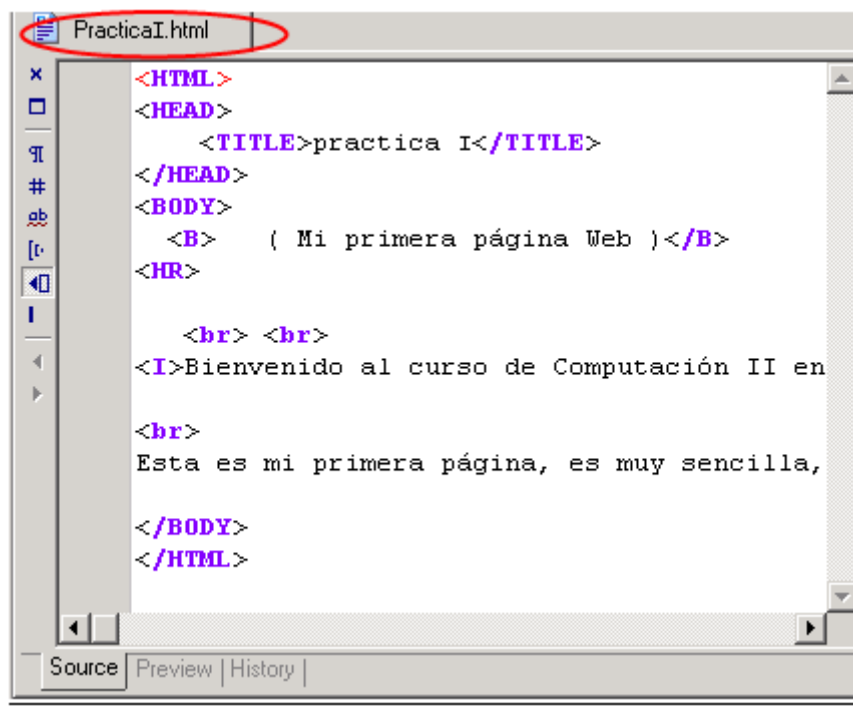 PracticaI.html
<HTML>
<HEAD>
<TITLE>practica I</TITLE>
</HEAD>
<BODY>
<B> ( Mi primera página Web )</B>
<HR>
<br> <br>
<I>Bienvenido al curso de Computación II en
<br>
Esta es mi primera página, es muy sencilla,
</BODY>
</HTML>
Source Preview | History |